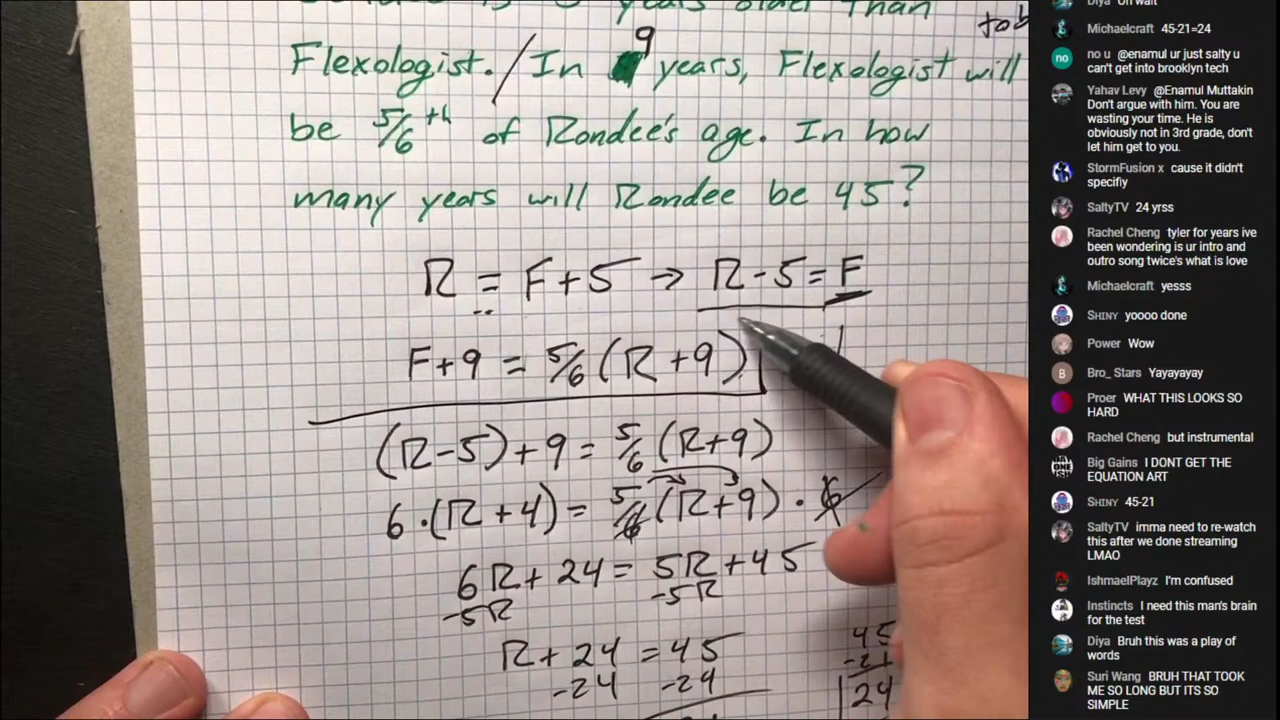 years older than
Flexologist. / In 9 years, Flexologist will
be 5/6th of Rondee's age. In how
many years will Rondee be 45?
R = F+5 → R-5=F
F+9 = 5/6 (R+9)
(R-5)+9 = 5/6 (R+9)
6·(R+4) = 5/6 (R+9)·6
6R+24 = 5R+45
-5R -5R
R+24 = 45
-24 -24
45
24
Michaelcraft 45-21=24
no u @enamul ur just salty u
can't get into brooklyn tech
Yahav Levy @Enamul Muttakin
Don't argue with him. You are
wasting your time. He is
obviously not in 3rd grade, don't
let him get to you.
StormFusion x cause it didn't
specifiy
SaltyTV 24 yrss
Rachel Cheng tyler for years ive
been wondering is ur intro and
outro song twice's what is love
Michaelcraft yesss
SHINY yoooo done
Power Wow
Bro_ Stars Yayayayay
Proer WHAT THIS LOOKS SO
HARD
Rachel Cheng but instrumental
Big Gains I DONT GET THE
EQUATION ART
SHINY 45-21
SaltyTV imma need to re-watch
this after we done streaming
LMAO
IshmaelPlayz I'm confused
Instincts I need this man's brain
for the test
Diya Bruh this was a play of
words
Suri Wang BRUH THAT TOOK
ME SO LONG BUT ITS SO
SIMPLE